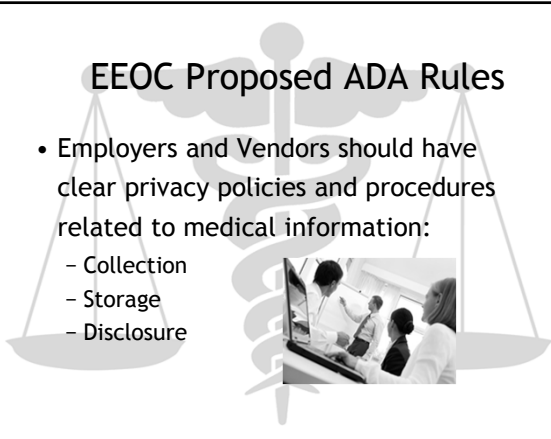 EEOC Proposed ADA Rules
• Employers and Vendors should have
clear privacy policies and procedures
related to medical information:
– Collection
– Storage
– Disclosure